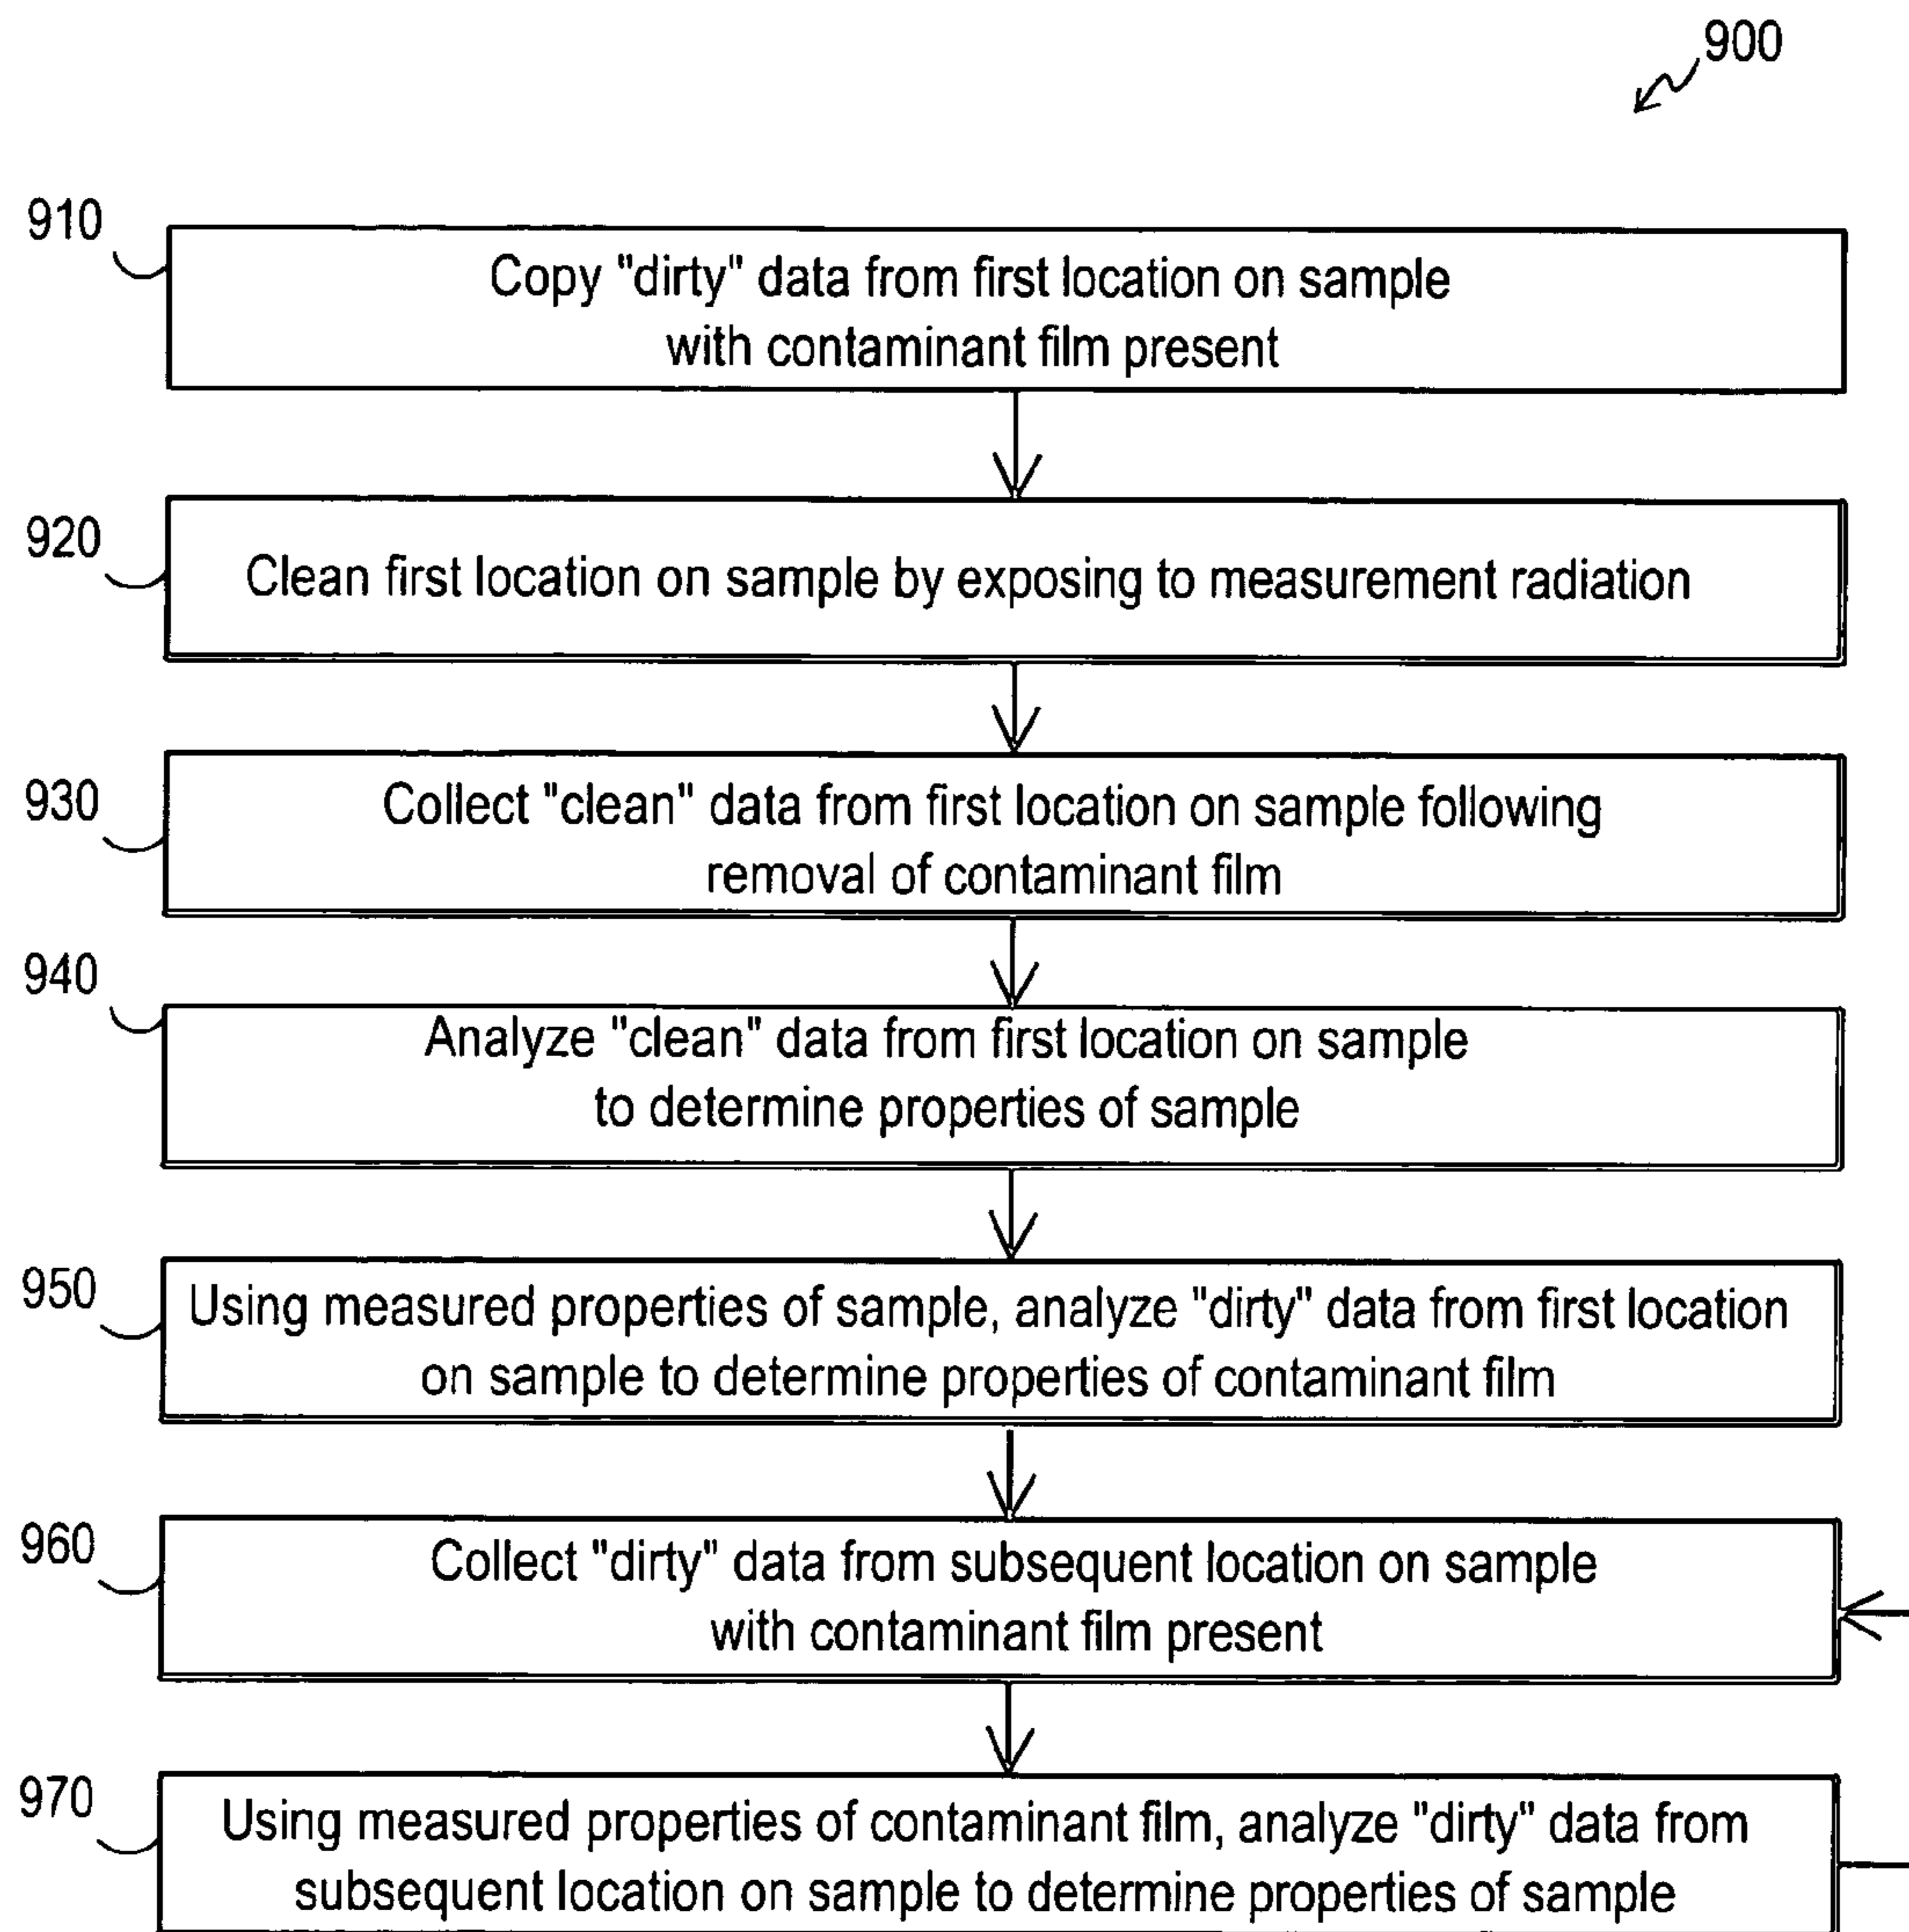 900
910
Copy "dirty" data from first location on sample
with contaminant film present
920
Clean first location on sample by exposing to measurement radiation
930
Collect "clean" data from first location on sample following
removal of contaminant film
940
Analyze "clean" data from first location on sample
to determine properties of sample
950
Using measured properties of sample, analyze "dirty" data from first location
on sample to determine properties of contaminant film
960
Collect "dirty" data from subsequent location on sample
with contaminant film present
970
Using measured properties of contaminant film, analyze "dirty" data from
subsequent location on sample to determine properties of sample